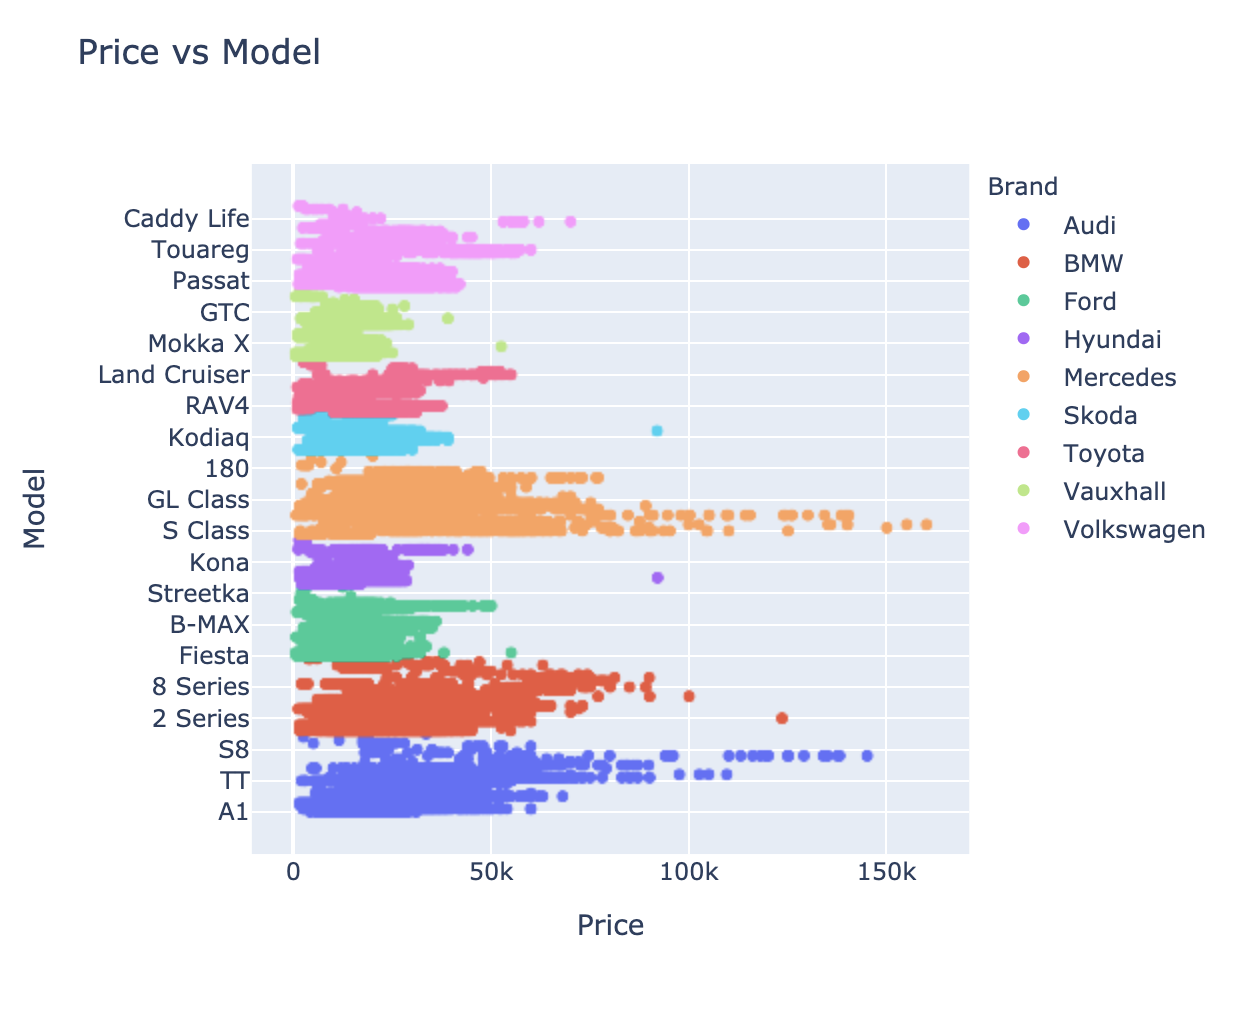 Price vs Model
Brand
Audi
BMW
Ford
Hyundai
Mercedes
Skoda
Toyota
Vauxhall
Volkswagen
Model
Caddy Life
Touareg
Passat
GTC
Mokka X
Land Cruiser
RAV4
Kodiaq
180
GL Class
S Class
Kona
Streetka
B-MAX
Fiesta
8 Series
2 Series
S8
TT
A1
0 50k 100k 150k
Price